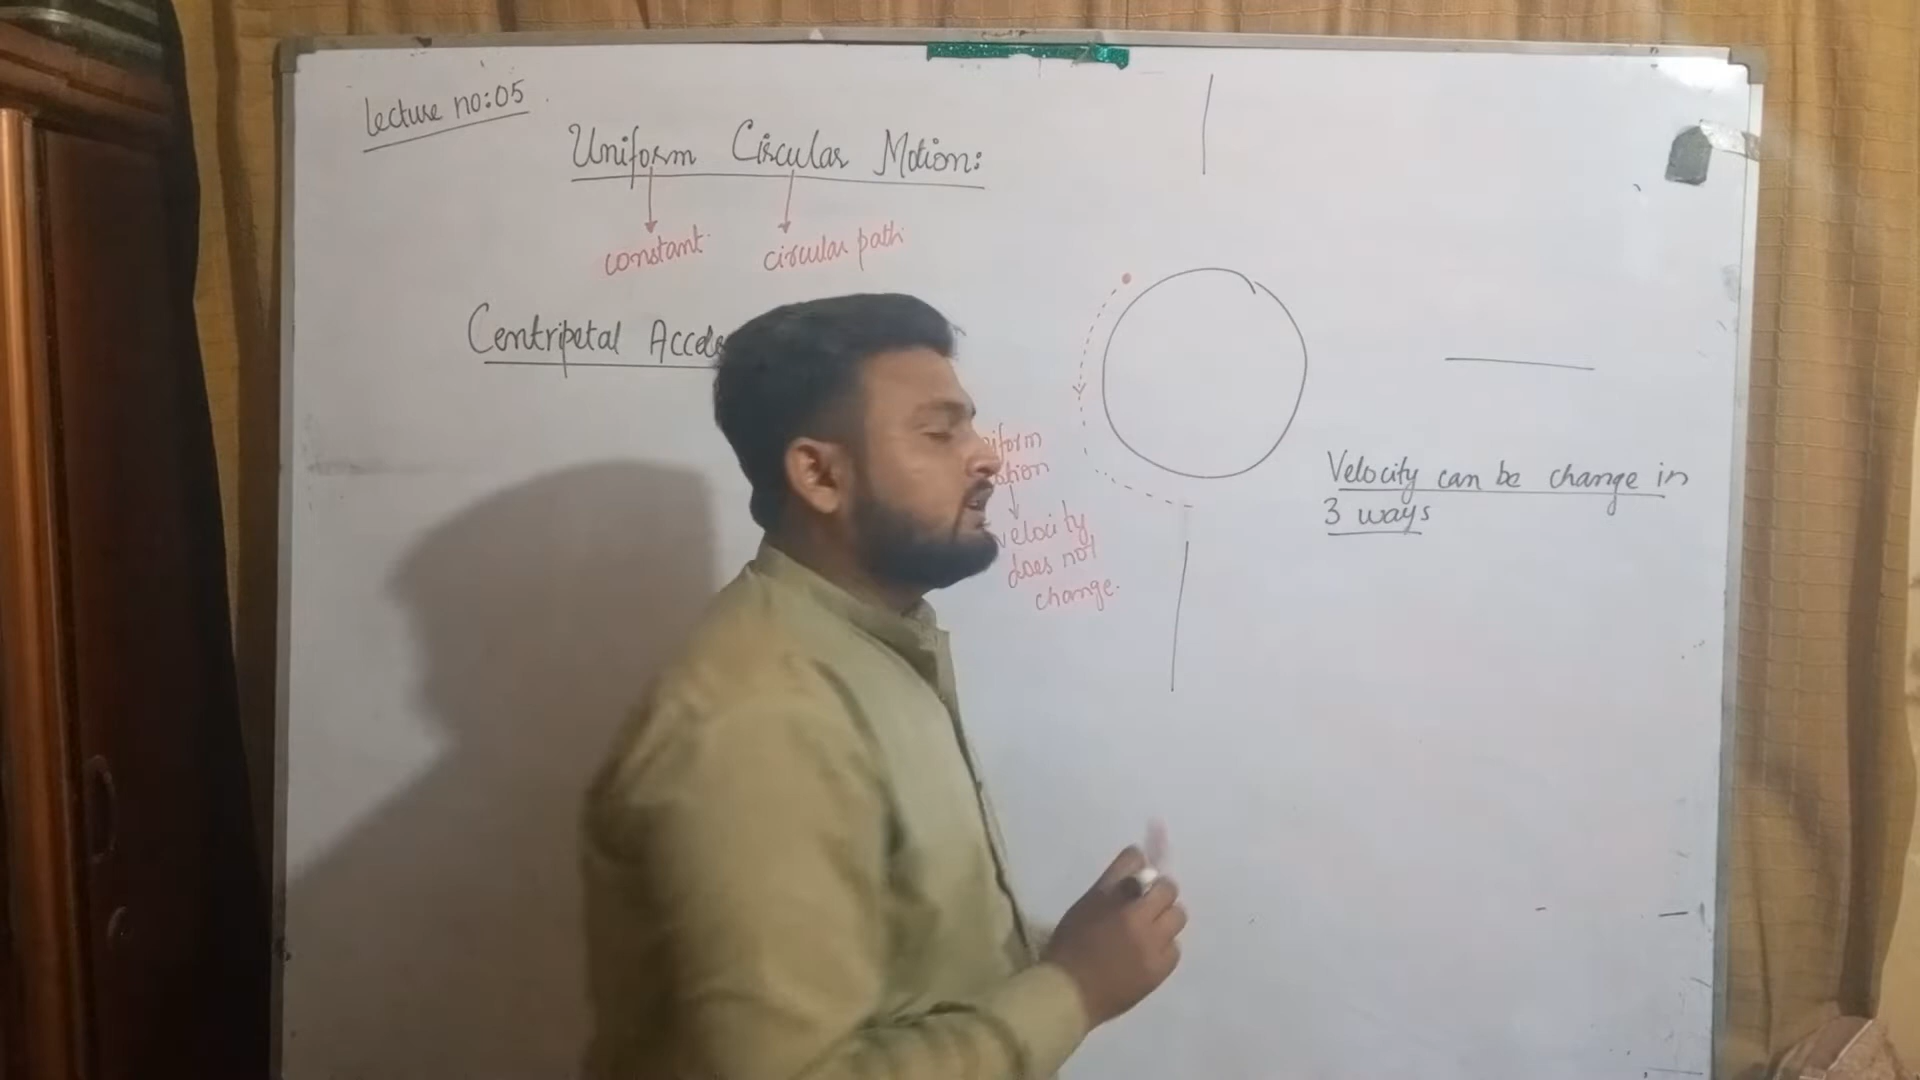 Lecture no:05
Uniform Circular Motion:
constant
circular path
Centripetal
velocity
does not
change.
Velocity can be change in
3 ways